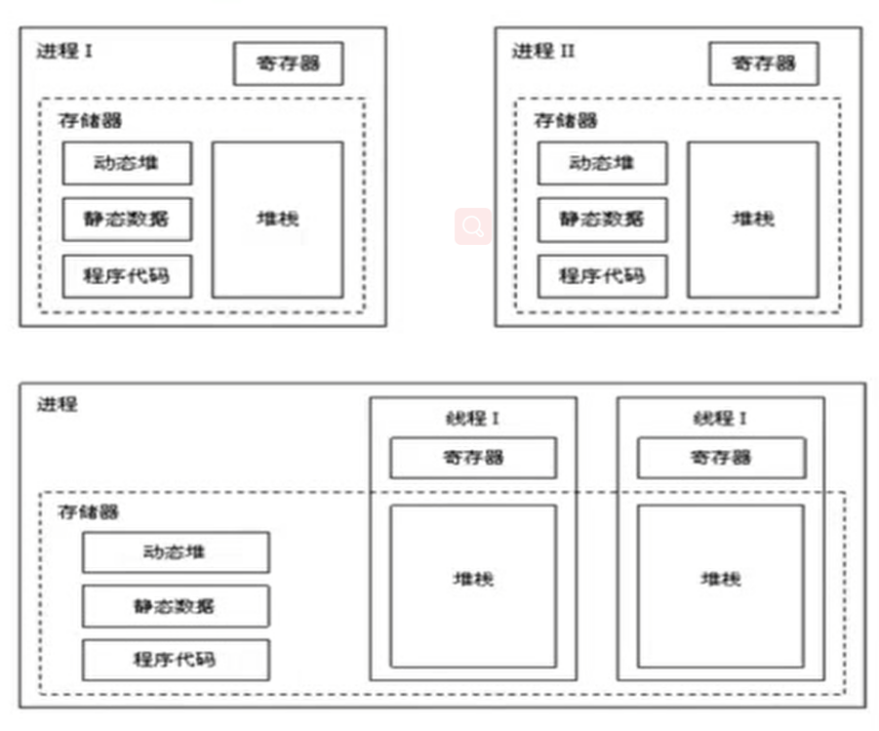 进程 I
寄存器
存储器
动态堆
静态数据
程序代码
堆栈
进程 II
寄存器
存储器
动态堆
静态数据
程序代码
堆栈
进程
存储器
动态堆
静态数据
程序代码
线程 I
寄存器
堆栈
线程 I
寄存器
堆栈